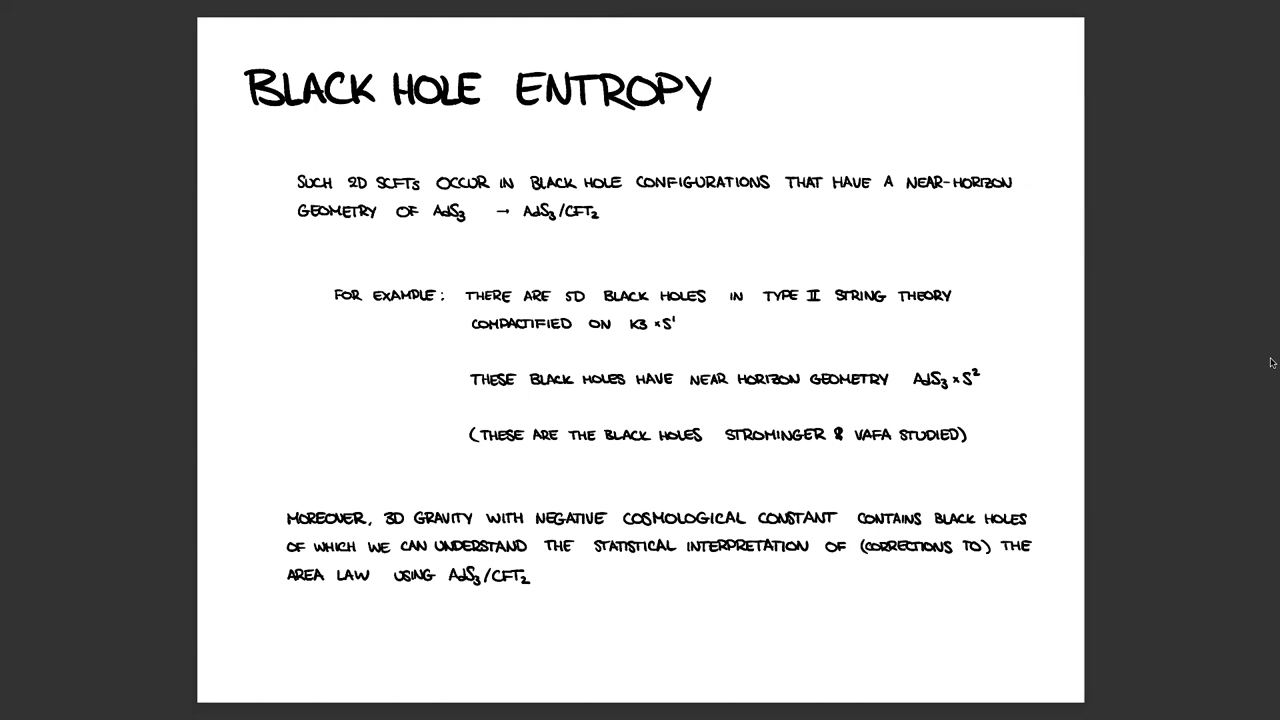 BLACK HOLE ENTROPY
SUCH 2D SCFTS OCCUR IN BLACK HOLE CONFIGURATIONS THAT HAVE A NEAR-HORIZON
GEOMETRY OF AdS₃ → AdS₃/CFT₂
FOR EXAMPLE: THERE ARE 5D BLACK HOLES IN TYPE II STRING THEORY
COMPACTIFIED ON K3 × S¹
THESE BLACK HOLES HAVE NEAR HORIZON GEOMETRY AdS₃ × S²
(THESE ARE THE BLACK HOLES STROMINGER & VAFA STUDIED)
MOREOVER, 3D GRAVITY WITH NEGATIVE COSMOLOGICAL CONSTANT CONTAINS BLACK HOLES
OF WHICH WE CAN UNDERSTAND THE STATISTICAL INTERPRETATION OF (CORRECTIONS TO) THE
AREA LAW USING AdS₃/CFT₂